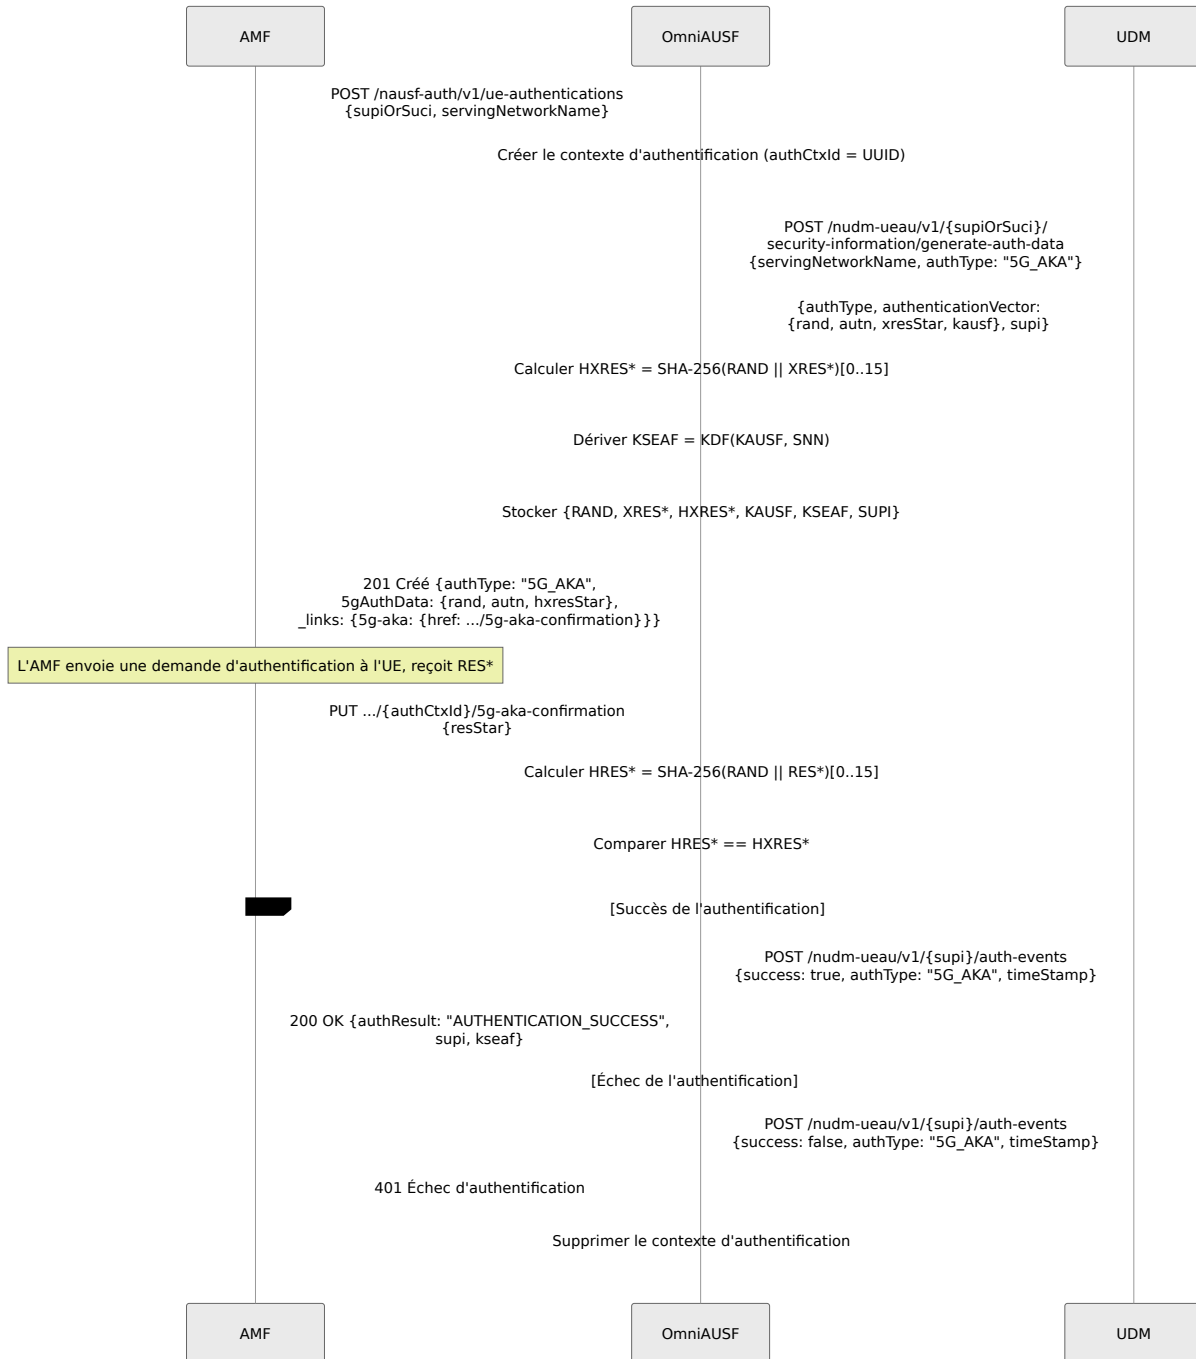 AMF
OmniAUSF
UDM
POST /nausf-auth/v1/ue-authentications
{supiOrSuci, servingNetworkName}
Créer le contexte d'authentification (authCtxId = UUID)
POST /nudm-ueau/v1/{supiOrSuci}/
security-information/generate-auth-data
{servingNetworkName, authType: "5G_AKA"}
{authType, authenticationVector:
{rand, autn, xresStar, kausf}, supi}
Calculer HXRES* = SHA-256(RAND || XRES*)[0..15]
Dériver KSEAF = KDF(KAUSF, SNN)
Stocker {RAND, XRES*, HXRES*, KAUSF, KSEAF, SUPI}
201 Créé {authType: "5G_AKA",
5gAuthData: {rand, autn, hxresStar},
_links: {5g-aka: {href: .../5g-aka-confirmation}}}
L'AMF envoie une demande d'authentification à l'UE, reçoit RES*
PUT .../{authCtxId}/5g-aka-confirmation
{resStar}
Calculer HRES* = SHA-256(RAND || RES*)[0..15]
Comparer HRES* == HXRES*
[Succès de l'authentification]
POST /nudm-ueau/v1/{supi}/auth-events
{success: true, authType: "5G_AKA", timeStamp}
200 OK {authResult: "AUTHENTICATION_SUCCESS",
supi, kseaf}
[Échec de l'authentification]
POST /nudm-ueau/v1/{supi}/auth-events
{success: false, authType: "5G_AKA", timeStamp}
401 Échec d'authentification
Supprimer le contexte d'authentification
AMF
OmniAUSF
UDM